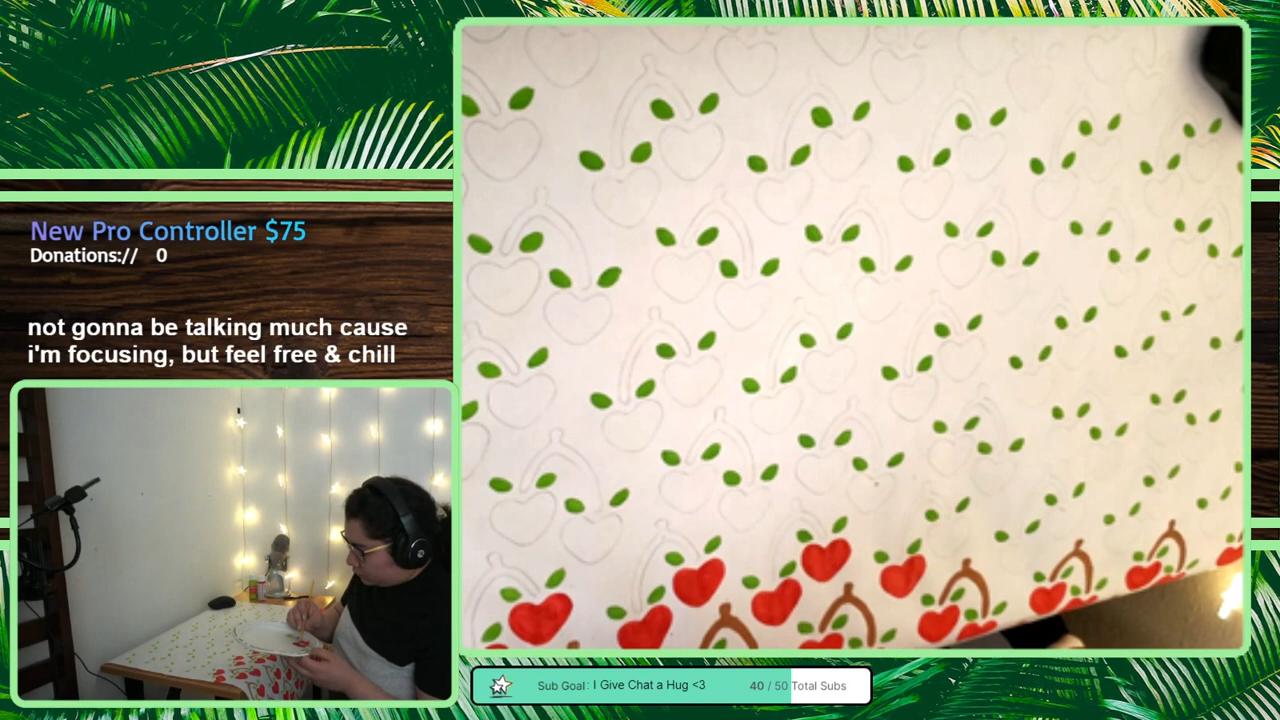 New Pro Controller $75
Donations:// 0
not gonna be talking much cause
i'm focusing, but feel free & chill
Sub Goal: I Give Chat a Hug <3 40 / 50 Total Subs